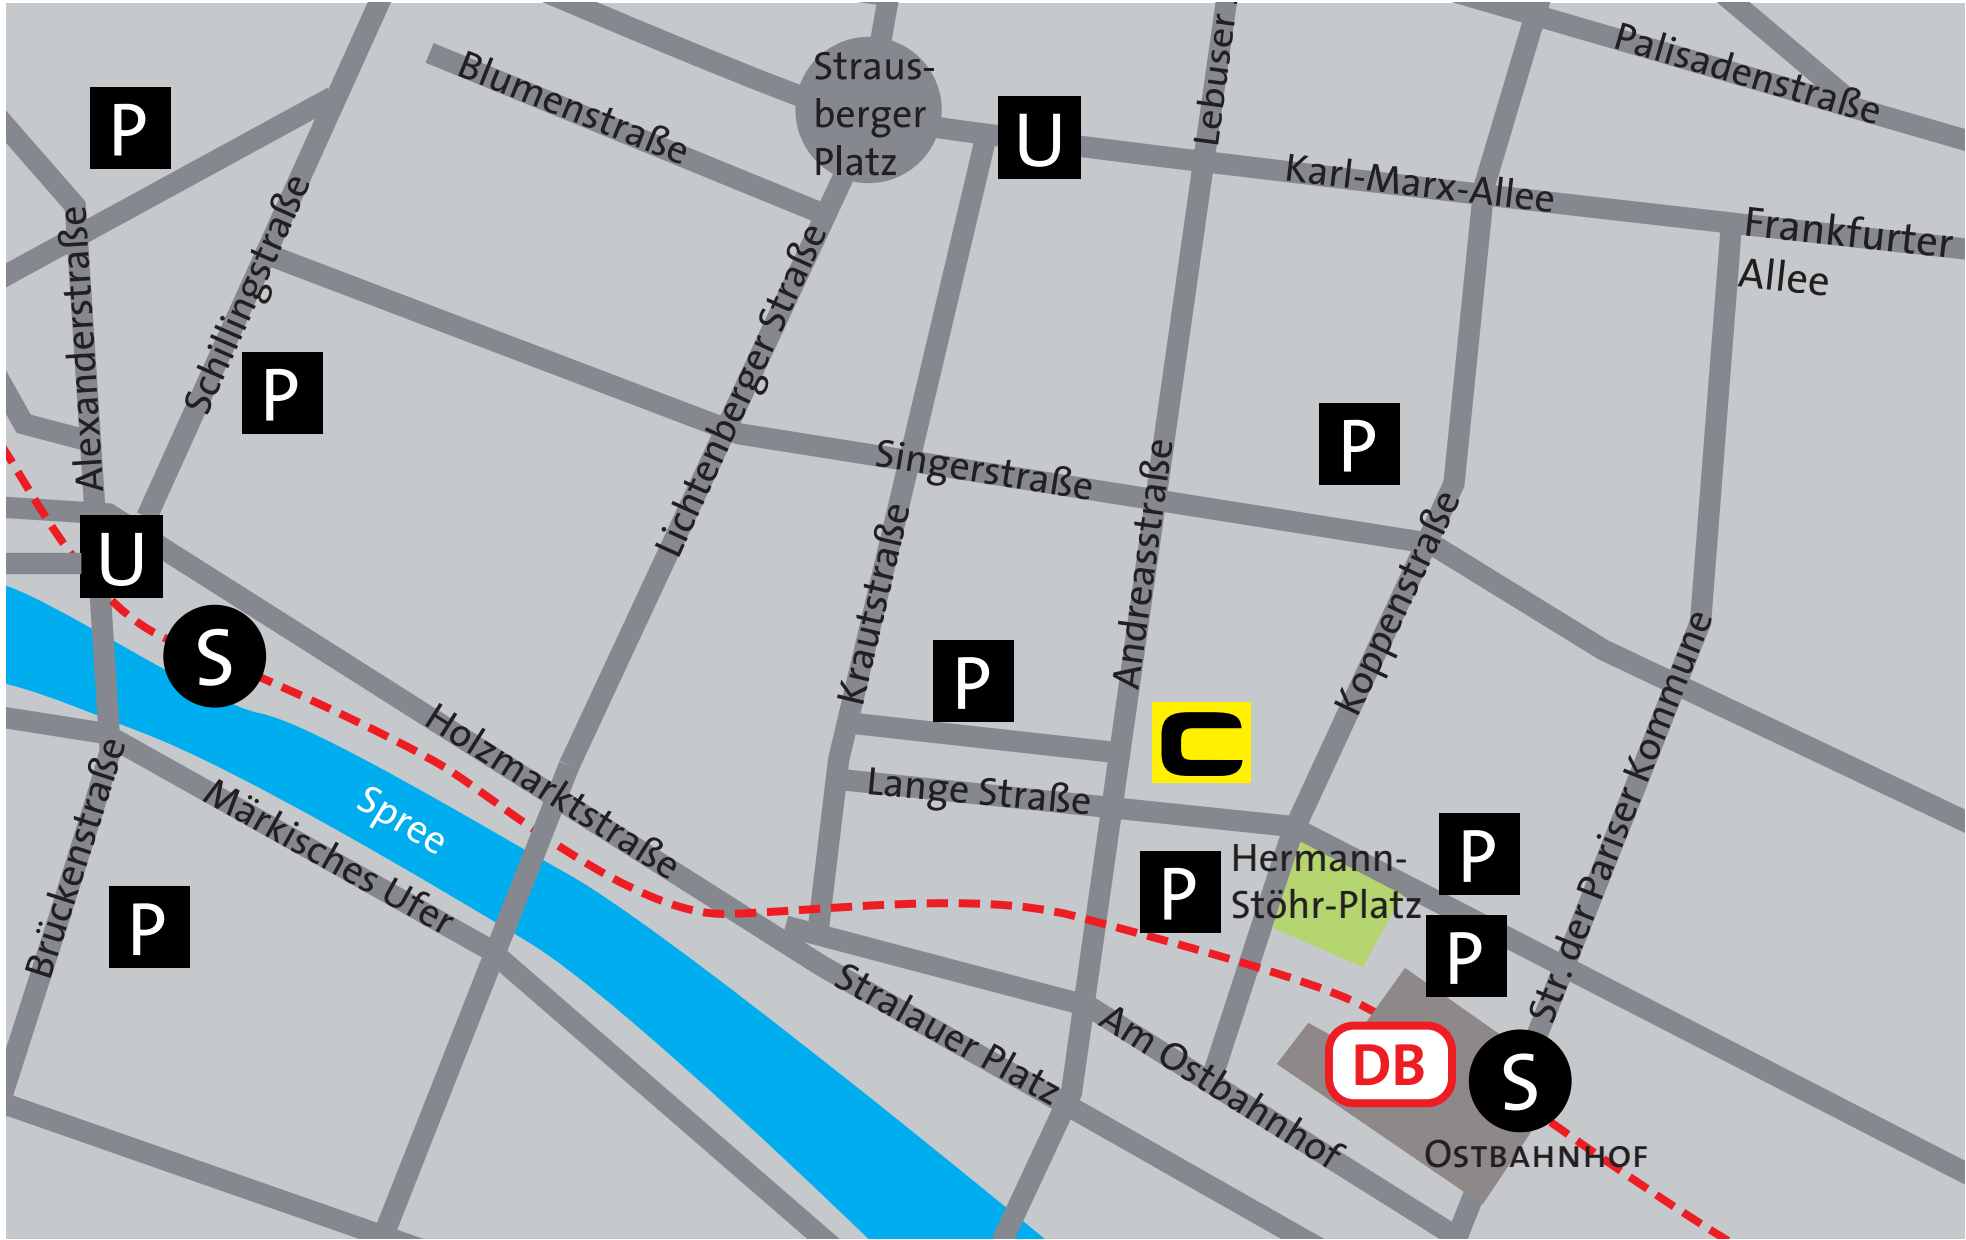 Straus-
berger
Platz
Blumenstraße
Lebuser
Palisadenstraße
P
U
Karl-Marx-Allee
Frankfurter
Allee
Alexanderstraße
Schillingstraße
Lichtenberger Straße
P
P
Singerstraße
Krautstraße
Andreasstraße
Koppenstraße
U
S
P
C
Str. der Pariser Kommune
Holzmarktstraße
Lange Straße
Spree
Märkisches Ufer
Brückenstraße
P
P
Hermann-
Stöhr-Platz
P
P
Stralauer Platz
Am Ostbahnhof
DB
S
OSTBAHNHOF